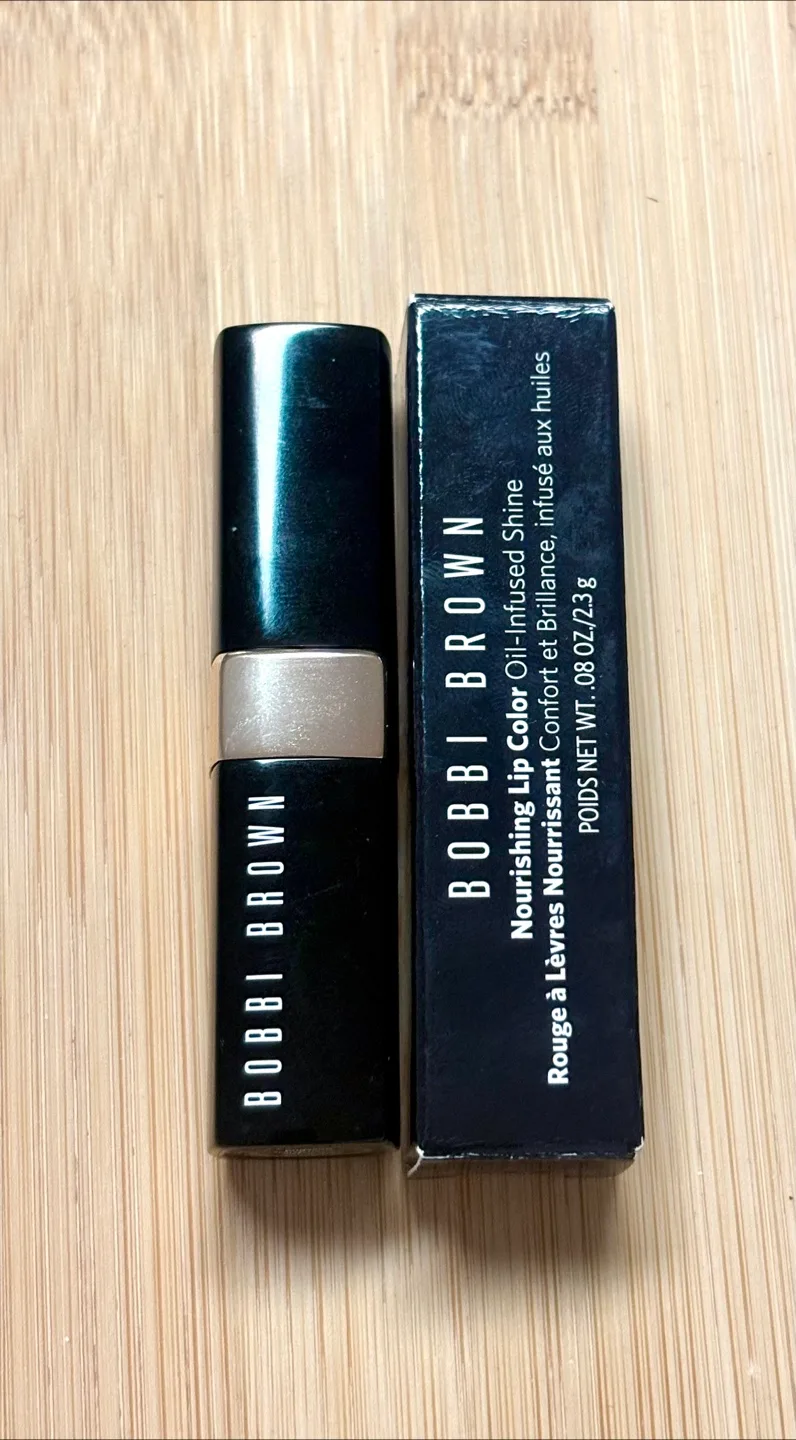 BOBBI BROWN
BOBBI BROWN
Nourishing Lip Color Oil-Infused Shine
Rouge à Lèvres Nourrissant Confort et Brillance, infusé aux huiles
POIDS NET WT. .08 OZ./2.3 g